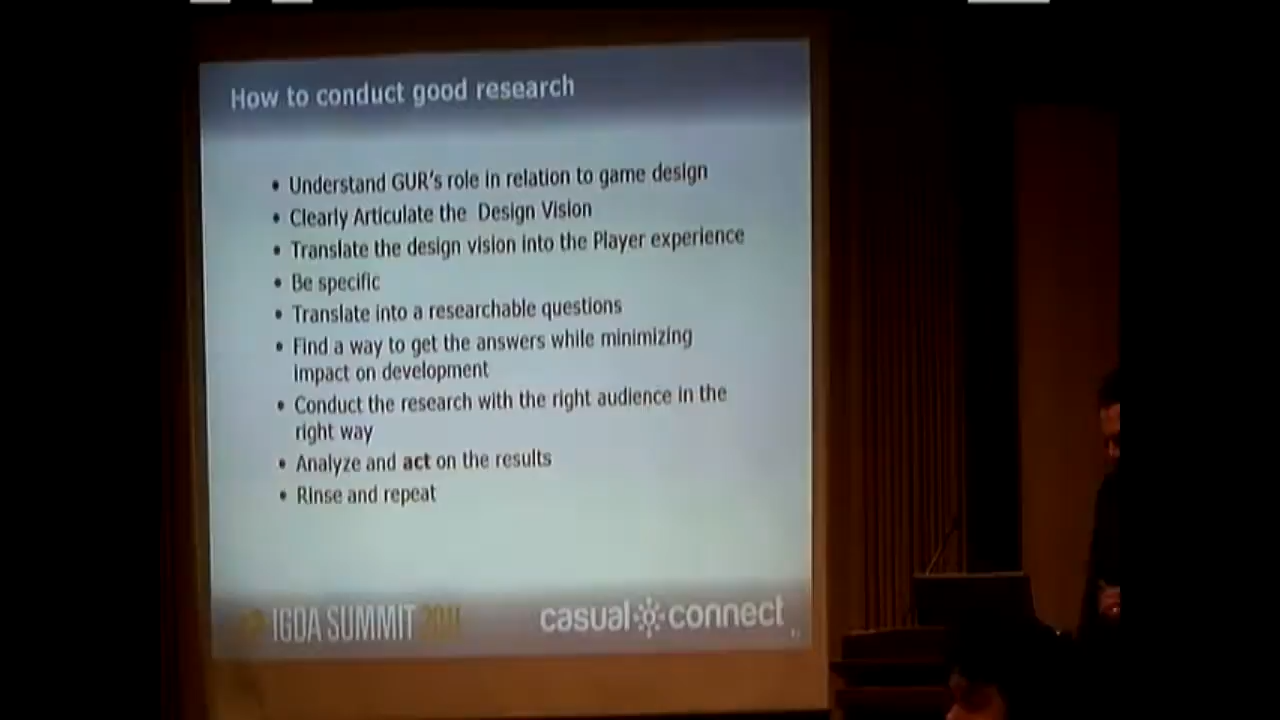 How to conduct good research
• Understand GUR's role in relation to game design
• Clearly Articulate the Design Vision
• Translate the design vision into the Player experience
• Be specific
• Translate into a researchable questions
• Find a way to get the answers while minimizing
impact on development
• Conduct the research with the right audience in the
right way
• Analyze and act on the results
• Rinse and repeat
IGDA SUMMIT 2011
casual connect